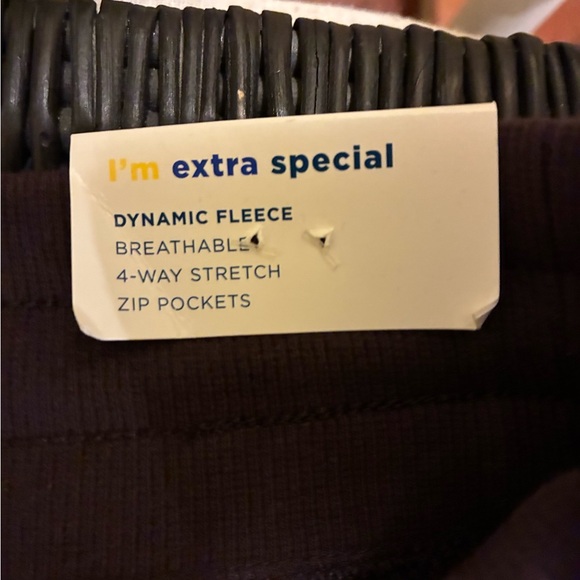 I'm extra special
DYNAMIC FLEECE
BREATHABLE
4-WAY STRETCH
ZIP POCKETS